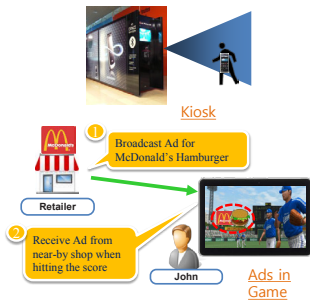 Kiosk
1
Broadcast Ad for
McDonald's Hamburger
McDonald's
Retailer
2
Receive Ad from
near-by shop when
hitting the score
John
Ads in
Game